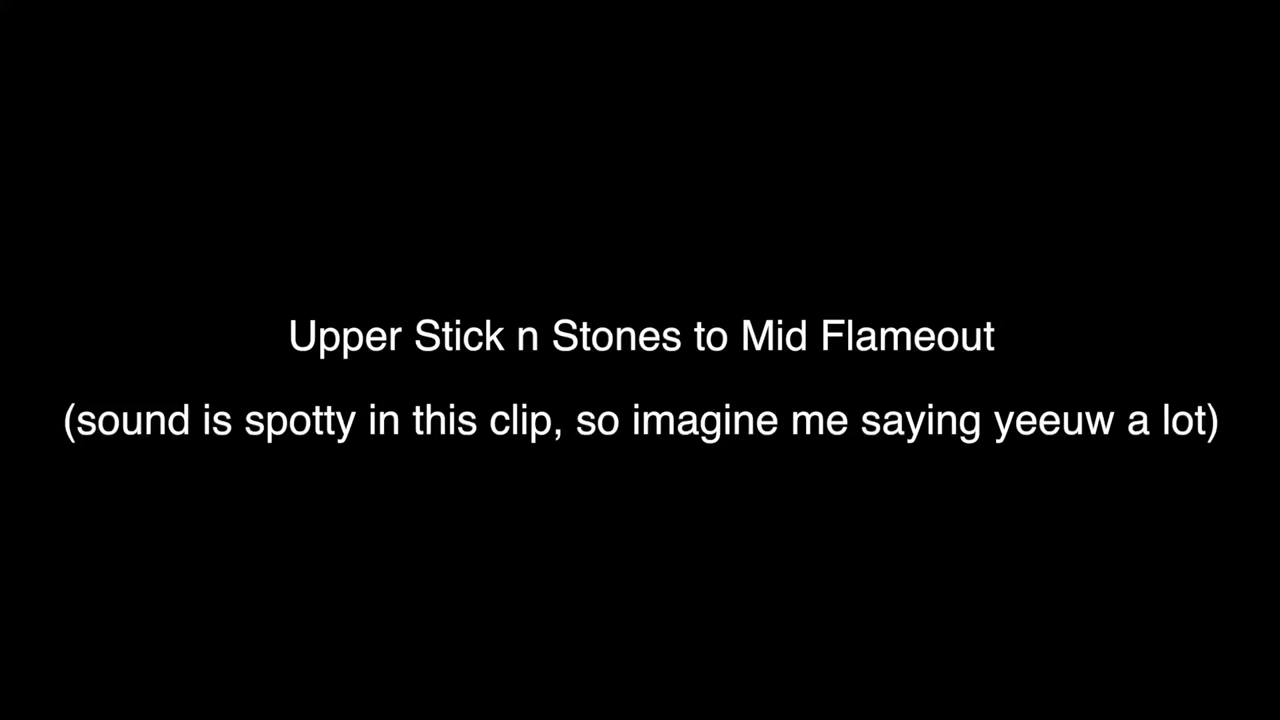 Upper Stick n Stones to Mid Flameout
(sound is spotty in this clip, so imagine me saying yeeuw a lot)